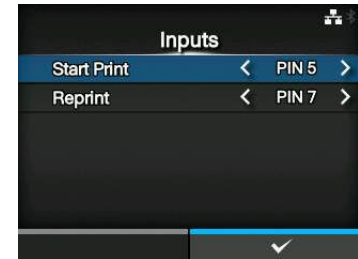 Inputs
Start Print < PIN 5 >
Reprint < PIN 7 >